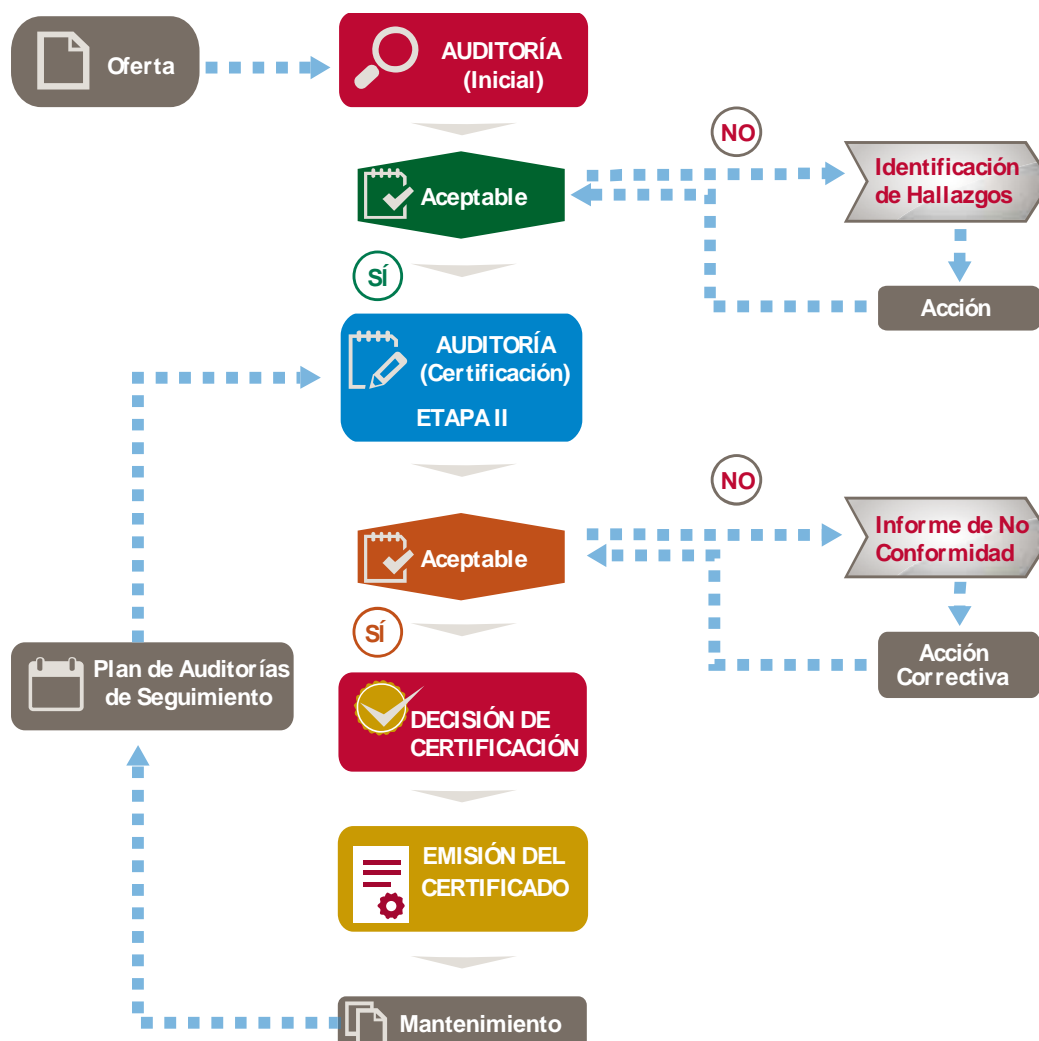 Oferta
AUDITORÍA
(Inicial)
NO
Aceptable
Identificación
de Hallazgos
SÍ
Acción
AUDITORÍA
(Certificación)
ETAPA II
NO
Aceptable
Informe de No
Conformidad
SÍ
Acción
Correctiva
Plan de Auditorías
de Seguimiento
DECISIÓN DE
CERTIFICACIÓN
EMISIÓN DEL
CERTIFICADO
Mantenimiento